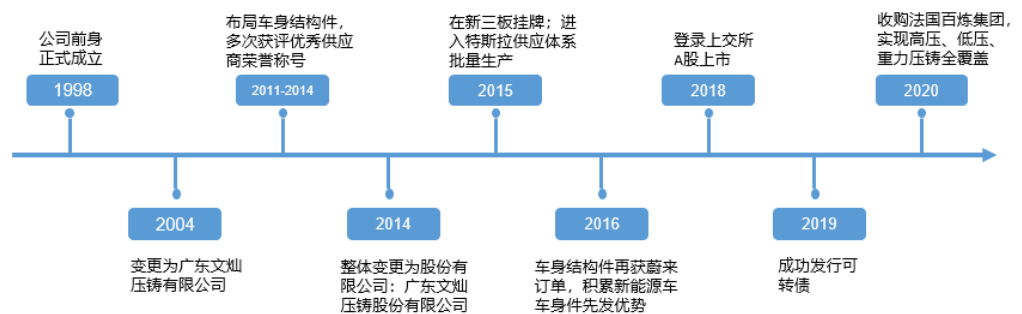 公司前身
正式成立
1998
布局车身结构件，
多次获评优秀供应
商荣誉称号
2011-2014
在新三板挂牌；进
入特斯拉供应体系
批量生产
2015
登录上交所
A股上市
2018
收购法国百炼集团，
实现高压、低压、
重力压铸全覆盖
2020
2004
变更为广东文灿
压铸有限公司
2014
整体变更为股份有
限公司：广东文灿
压铸股份有限公司
2016
车身结构件再获蔚来
订单，积累新能源车
车身件先发优势
2019
成功发行可
转债